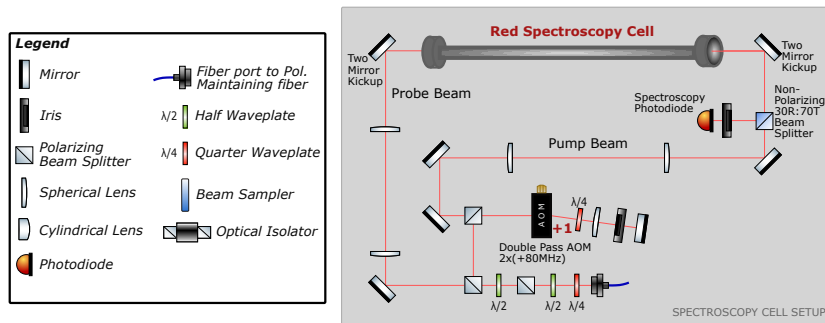 Legend
Mirror
Iris
Polarizing
Beam Splitter
Spherical Lens
Cylindrical Lens
Photodiode
Fiber port to Pol.
Maintaining fiber
λ/2
Half Waveplate
λ/4
Quarter Waveplate
Beam Sampler
Optical Isolator
Red Spectroscopy Cell
Two
Mirror
Kickup
Two
Mirror
Kickup
Probe Beam
Spectroscopy
Photodiode
Non-
Polarizing
30R:70T
Beam
Splitter
Pump Beam
AOM
+1
λ/4
Double Pass AOM
2x(+80MHz)
λ/2
λ/2
λ/4
SPECTROSCOPY CELL SETUP